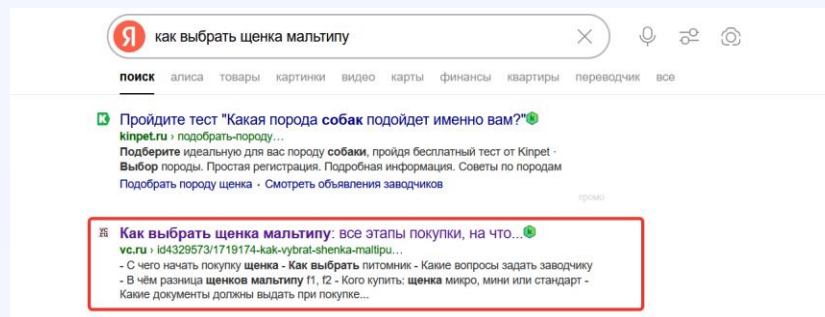 Я как выбрать щенка мальтипу
поиск алиса товары картинки видео карты финансы квартиры переводчик все
Пройдите тест "Какая порода собак подойдет именно вам?"
kinpet.ru › подобрать-породу…
Подберите идеальную для вас породу собаки, пройдя бесплатный тест от Kinpet -
Выбор породы. Простая регистрация. Подробная информация. Советы по породам
Подобрать породу щенка · Смотреть объявления заводчиков
промо
Как выбрать щенка мальтипу: все этапы покупки, на что...
vc.ru › id4329573/1719174-kak-vybrat-shenka-maltipu…
- С чего начать покупку щенка - Как выбрать питомник - Какие вопросы задать заводчику
- В чём разница щенков мальтипу f1, f2 - Кого купить: щенка микро, мини или стандарт -
Какие документы должны выдать при покупке...